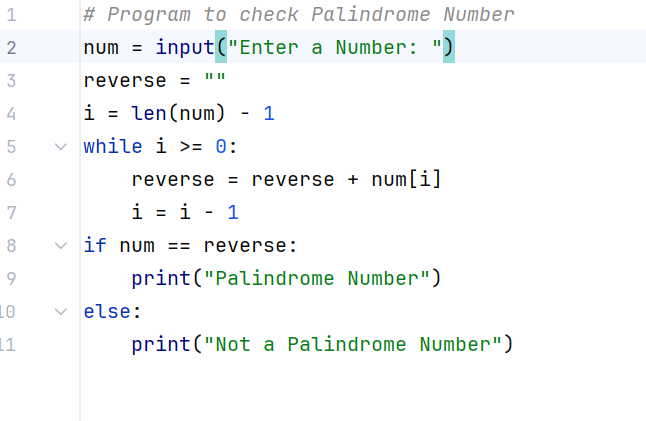 1 # Program to check Palindrome Number
2 num = input("Enter a Number: ")
3 reverse = ""
4 i = len(num) - 1
5 while i >= 0:
6     reverse = reverse + num[i]
7     i = i - 1
8 if num == reverse:
9     print("Palindrome Number")
10 else:
11     print("Not a Palindrome Number")